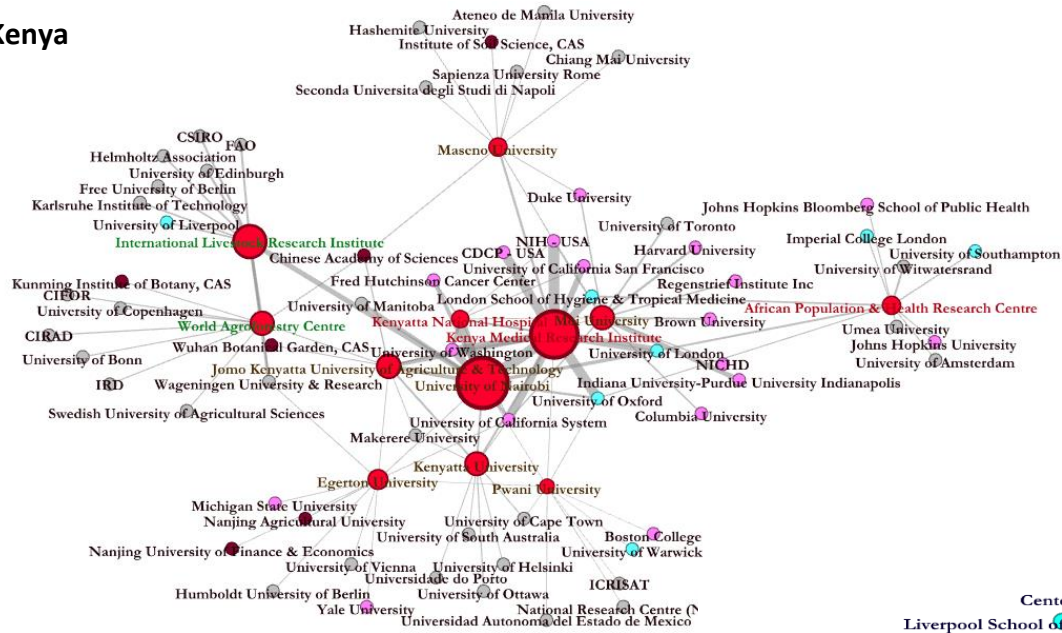 Kenya
Ateneo de Manila University
Hashemite University
Institute of Soil Science, CAS
Chiang Mai University
Sapienza University Rome
Seconda Universita degli Studi di Napoli
CSIRO
FAO
Maseno University
Helmholtz Association
University of Edinburgh
Free University of Berlin
Duke University
Karlsruhe Institute of Technology
Johns Hopkins Bloomberg School of Public Health
University of Liverpool
University of Toronto
International Livestock Research Institute
NIH - USA
Imperial College London
Harvard University
CDCP - USA
University of Southampton
Chinese Academy of Sciences
University of California San Francisco
University of Witwatersrand
Fred Hutchinson Cancer Center
Regenstrief Institute Inc
Kunming Institute of Botany, CAS
CIFOR
London School of Hygiene & Tropical Medicine
University of Manitoba
African Population & Health Research Centre
University of Copenhagen
Kenyatta National Hospital
Moi University
Brown University
World Agroforestry Centre
Umea University
CIRAD
Kenya Medical Research Institute
Wuhan Botanical Garden, CAS
Johns Hopkins University
University of Washington
University of London
University of Bonn
University of Amsterdam
NICHD
Jomo Kenyatta University of Agriculture & Technology
IRD
Wageningen University & Research
University of Nairobi
Indiana University-Purdue University Indianapolis
University of Oxford
Swedish University of Agricultural Sciences
Columbia University
University of California System
Makerere University
Kenyatta University
Egerton University
Pwani University
Michigan State University
Nanjing Agricultural University
University of Cape Town
University of South Australia
Boston College
Nanjing University of Finance & Economics
University of Warwick
University of Vienna
University of Helsinki
Universidade do Porto
ICRISAT
Humboldt University of Berlin
University of Ottawa
Yale University
National Research Centre (N
Universidad Autonoma del Estado de Mexico
Cent
Liverpool School o